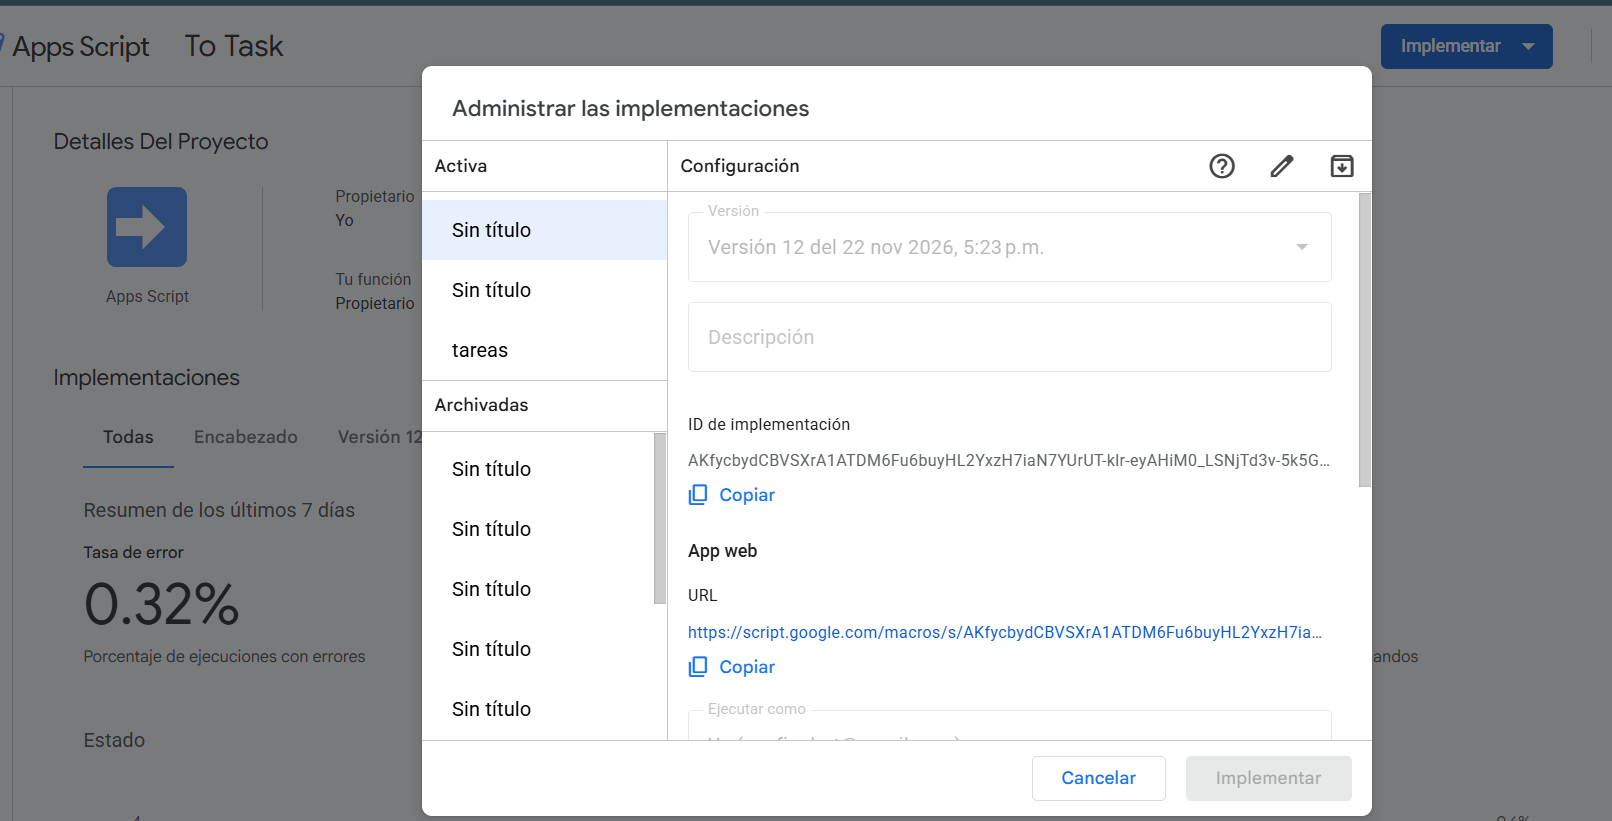 Apps Script To Task
Implementar
Detalles Del Proyecto
Apps Script
Propietario
Yo
Tu función
Propietario
Implementaciones
Todas Encabezado Versión 12
Resumen de los últimos 7 días
Tasa de error
0.32%
Porcentaje de ejecuciones con errores
Estado
Administrar las implementaciones
Activa
Sin título
Sin título
tareas
Archivadas
Sin título
Sin título
Sin título
Sin título
Sin título
Configuración
Versión
Versión 12 del 22 nov 2026, 5:23 p.m.
Descripción
ID de implementación
AKfycbydCBVSXrA1ATDM6Fu6buyHL2YxzH7iaN7YUrUT-kIr-eyAHiM0_LSNjTd3v-5k5G...
Copiar
App web
URL
https://script.google.com/macros/s/AKfycbydCBVSXrA1ATDM6Fu6buyHL2YxzH7ia...
Copiar
Ejecutar como
Cancelar
Implementar
andos